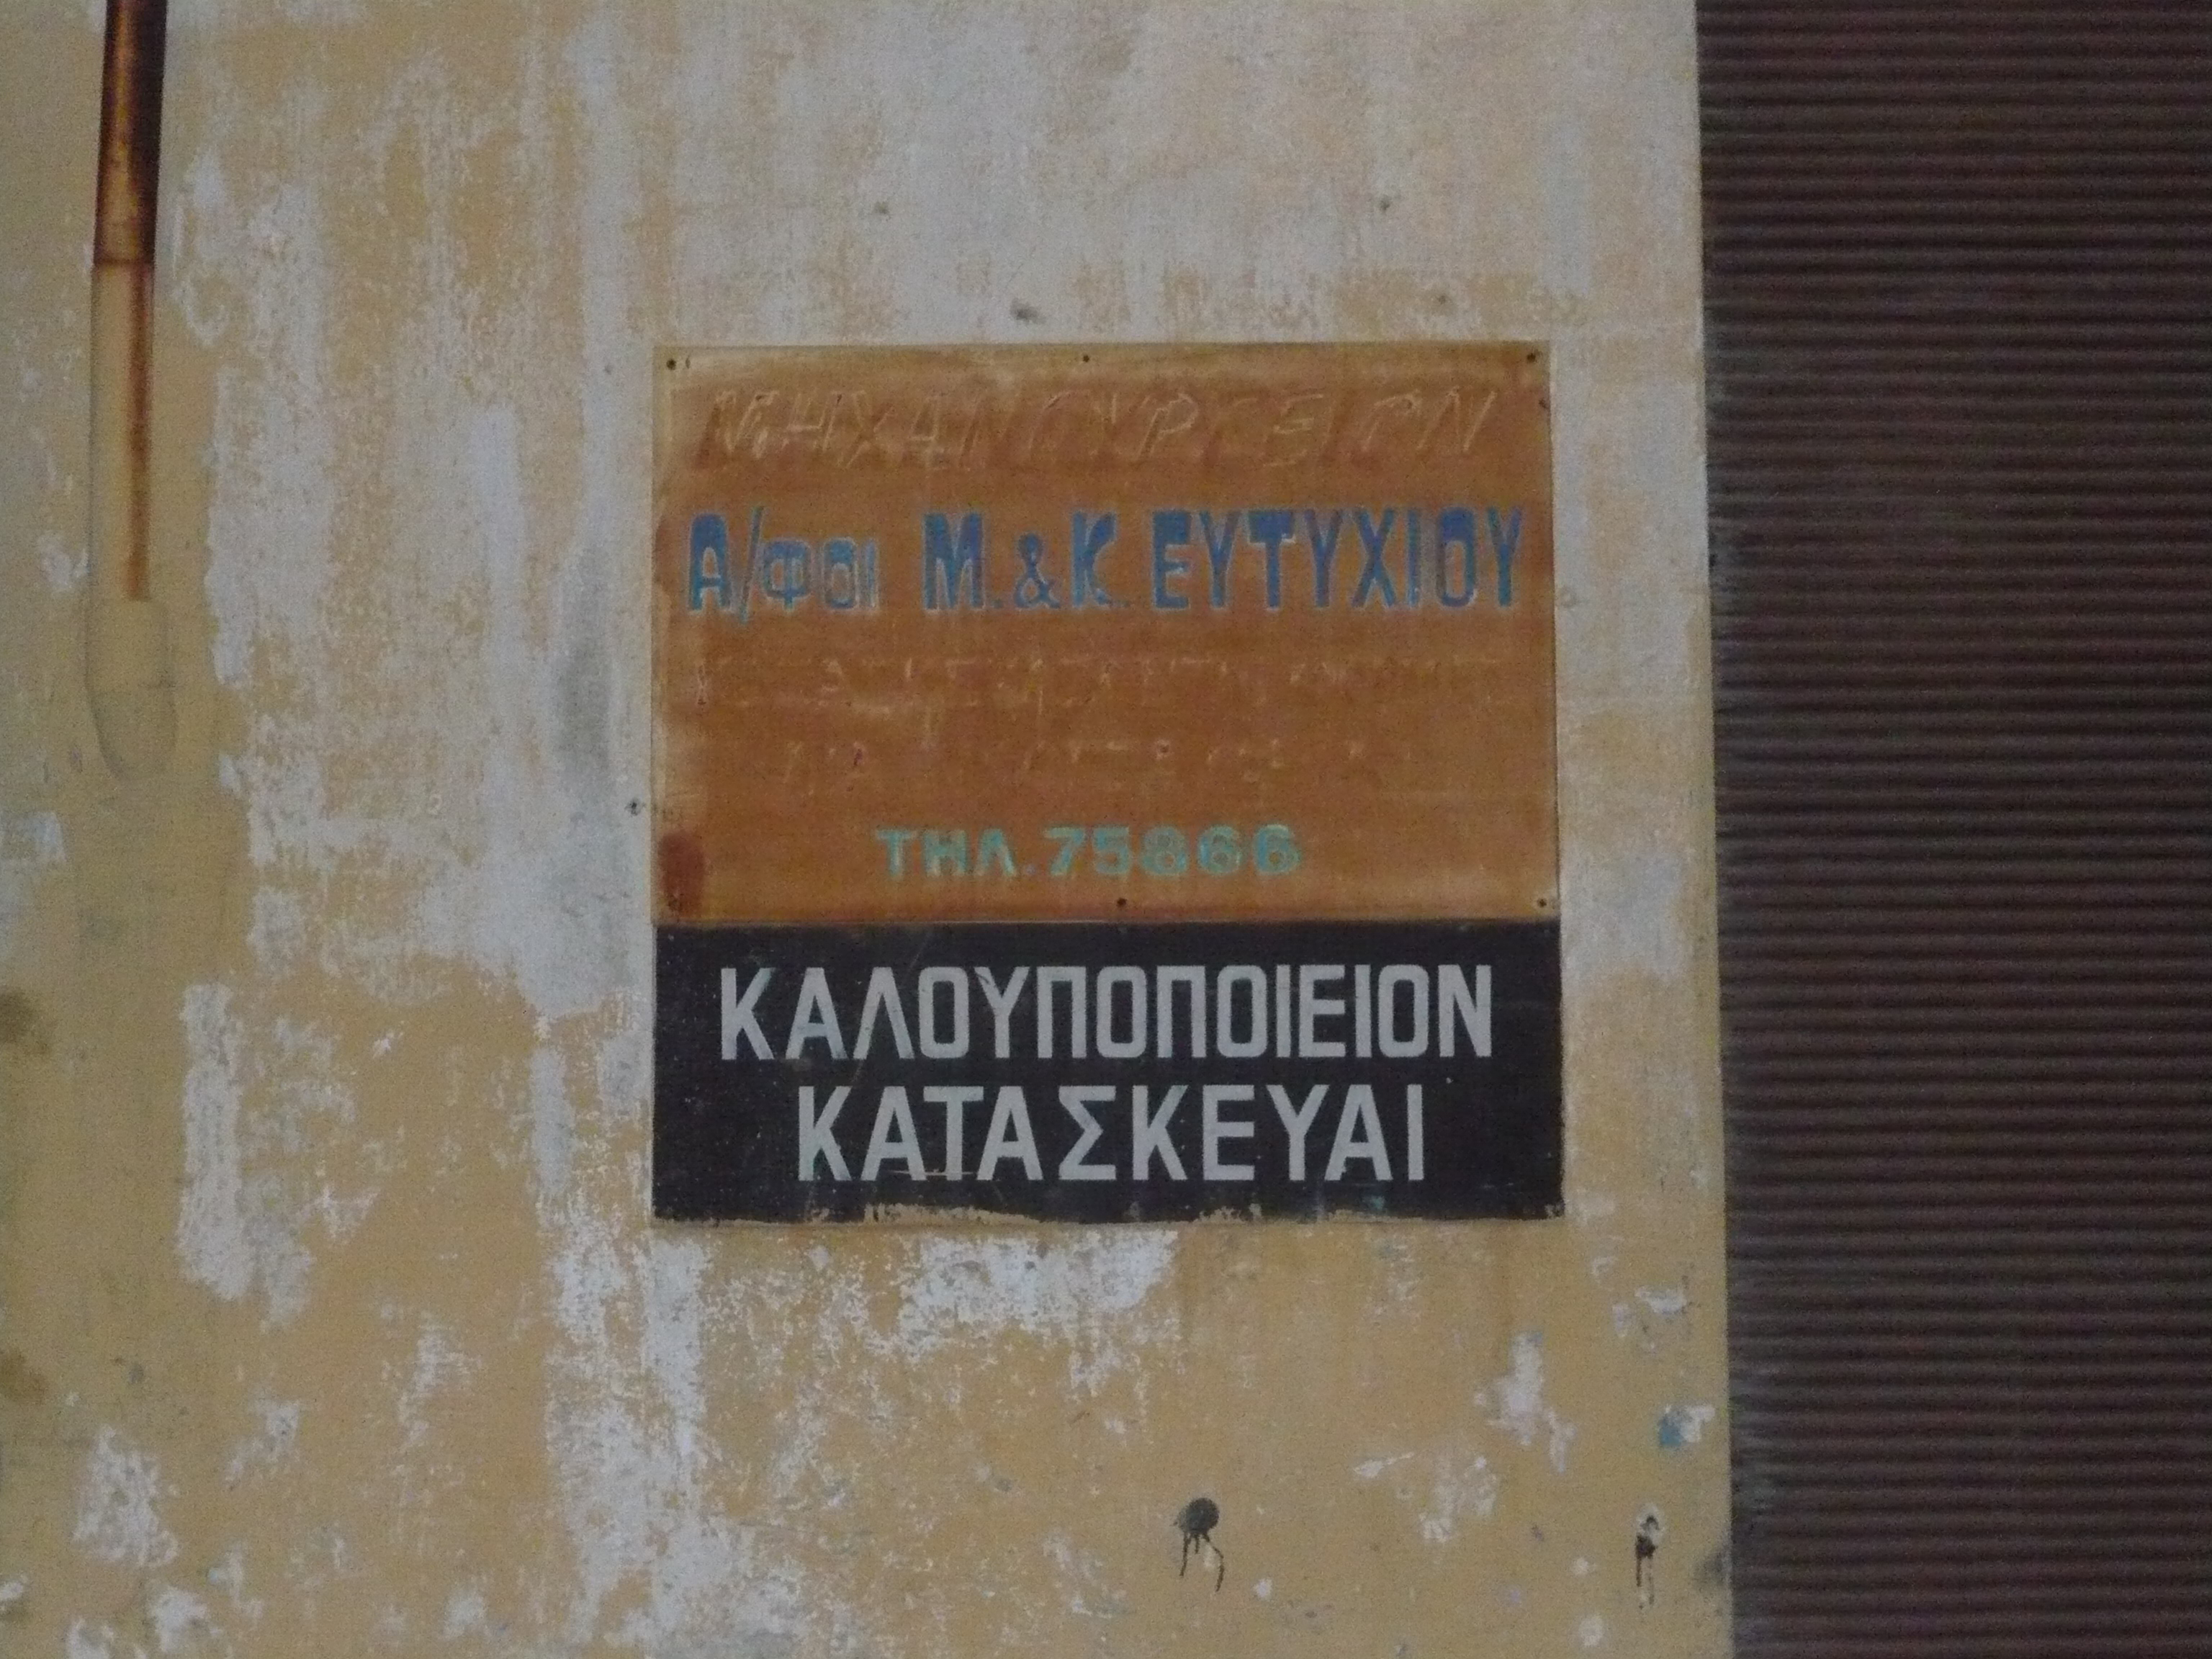 ΜΗΧΑΝΟΥΡΓΕΙΟΝ
Α/ΦΟΙ Μ. & Κ. ΕΥΤΥΧΙΟΥ
ΤΗΛ. 75866
ΚΑΛΟΥΠΟΠΟΙΕΙΟΝ
ΚΑΤΑΣΚΕΥΑΙ